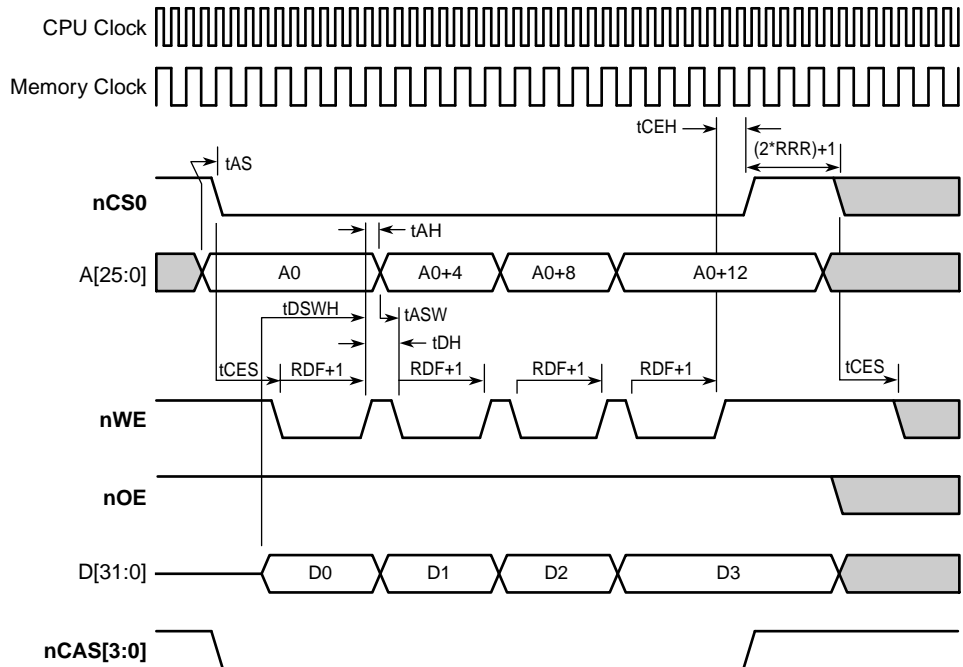 CPU Clock
Memory Clock
tCEH
(2*RRR)+1
tAS
nCS0
tAH
A[25:0]
A0
A0+4
A0+8
A0+12
tDSWH
tASW
tDH
tCES
RDF+1
RDF+1
RDF+1
RDF+1
tCES
nWE
nOE
D[31:0]
D0
D1
D2
D3
nCAS[3:0]